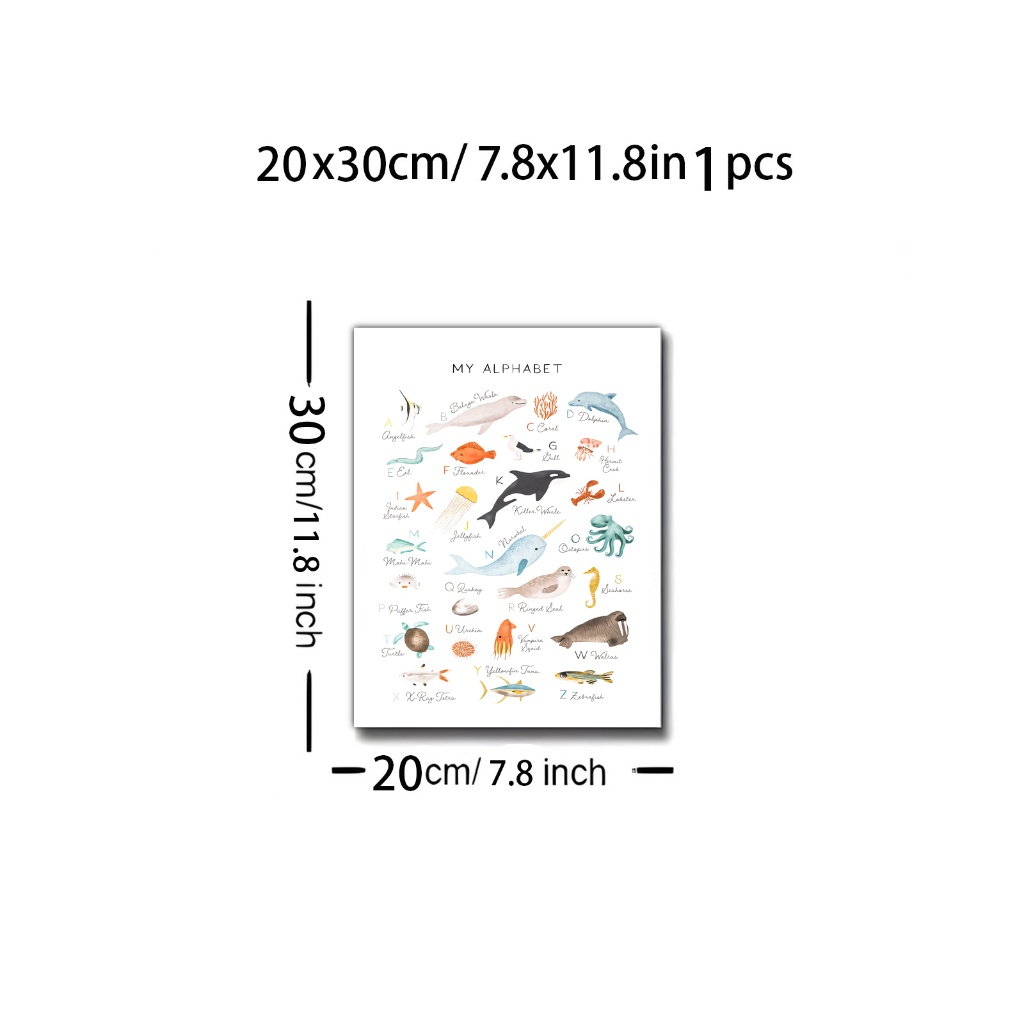 20x30cm/ 7.8x11.8in 1 pcs
30 cm/11.8 inch
MY ALPHABET
A Angelfish
B Beluga Whale
C Coral
D Dolphin
E Eel
F Flounder
G Gull
H Hermit
Crab
I Indian
Starfish
J Jellyfish
K Killer Whale
L Lobster
M Mahi Mahi
N Narwhal
O Octopus
P Puffer Fish
Q Quahog
R Ringed Seal
S Seahorse
T Turtle
U Urchin
V Vampire
Squid
W Walrus
X X-Ray Tetra
Y Yellowfin Tuna
Z Zebrafish
20cm/ 7.8 inch